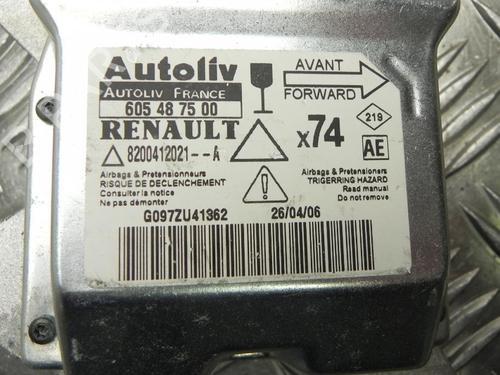 Autoliv
AUTOLIV FRANCE
605 48 75 00
RENAULT
8200412021--A
AVANT
FORWARD
x74
219
AE
Airbags & Pretensionneurs
RISQUE DE DECLENCHEMENT
Consulter la notice
Ne pas démonter
Airbags & Pretensioners
TRIGERRING HAZARD
Read manual
Do not remove
G097ZU41362
26/04/06